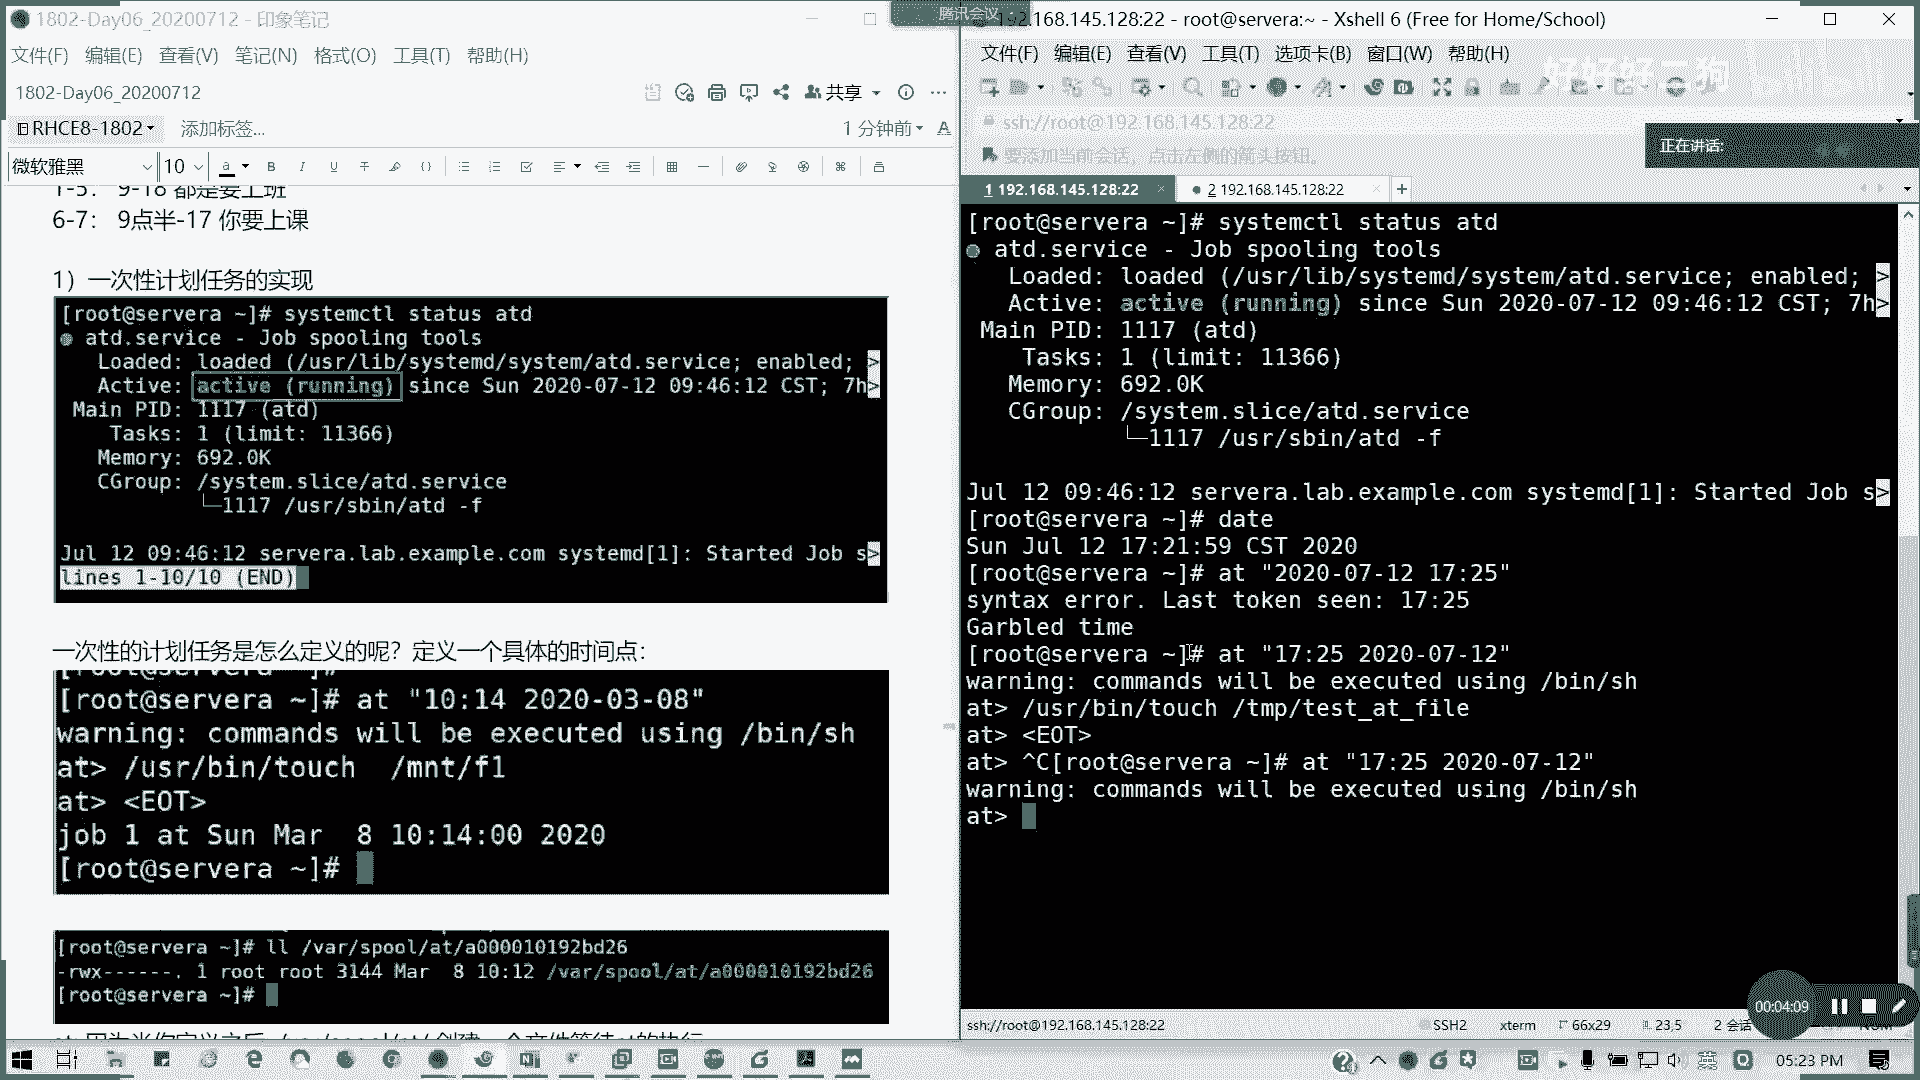 1802-Day06_20200712 - 印象笔记
文件(F) 编辑(E) 查看(V) 笔记(N) 格式(O) 工具(T) 帮助(H)
1802-Day06_20200712
共享
RHCE8-1802
添加标签...
1 分钟前
微软雅黑
10
1-5： 9-18 都是要上班
6-7： 9点半-17 你要上课
1）一次性计划任务的实现
[root@servera ~]# systemctl status atd
● atd.service - Job spooling tools
Loaded: loaded (/usr/lib/systemd/system/atd.service; enabled; >
Active: active (running) since Sun 2020-07-12 09:46:12 CST; 7h>
Main PID: 1117 (atd)
Tasks: 1 (limit: 11366)
Memory: 692.0K
CGroup: /system.slice/atd.service
└─1117 /usr/sbin/atd -f
Jul 12 09:46:12 servera.lab.example.com systemd[1]: Started Job s>
lines 1-10/10 (END)
一次性的计划任务是怎么定义的呢？定义一个具体的时间点：
[root@servera ~]#
[root@servera ~]# at "10:14 2020-03-08"
warning: commands will be executed using /bin/sh
at> /usr/bin/touch  /mnt/f1
at> <EOT>
job 1 at Sun Mar  8 10:14:00 2020
[root@servera ~]#
[root@servera ~]# ll /var/spool/at/a000010192bd26
-rwx------. 1 root root 3144 Mar  8 10:12 /var/spool/at/a000010192bd26
[root@servera ~]#
腾讯会议
192.168.145.128:22 - root@servera:~ - Xshell 6 (Free for Home/School)
文件(F) 编辑(E) 查看(V) 工具(T) 选项卡(B) 窗口(W) 帮助(H)
好好好二狗
ssh://root@192.168.145.128:22
正在讲话:
要添加当前会话，点击左侧的箭头按钮。
1 192.168.145.128:22
2 192.168.145.128:22
[root@servera ~]# systemctl status atd
● atd.service - Job spooling tools
Loaded: loaded (/usr/lib/systemd/system/atd.service; enabled; >
Active: active (running) since Sun 2020-07-12 09:46:12 CST; 7h>
Main PID: 1117 (atd)
Tasks: 1 (limit: 11366)
Memory: 692.0K
CGroup: /system.slice/atd.service
└─1117 /usr/sbin/atd -f
Jul 12 09:46:12 servera.lab.example.com systemd[1]: Started Job s>
[root@servera ~]# date
Sun Jul 12 17:21:59 CST 2020
[root@servera ~]# at "2020-07-12 17:25"
syntax error. Last token seen: 17:25
Garbled time
[root@servera ~]# at "17:25 2020-07-12"
warning: commands will be executed using /bin/sh
at> /usr/bin/touch /tmp/test_at_file
at> <EOT>
at> ^C[root@servera ~]# at "17:25 2020-07-12"
warning: commands will be executed using /bin/sh
at>
00:04:09
ssh://root@192.168.145.128:22
SSH2
xterm
66x29
23,5
2 会话
NUM
英
05:23 PM